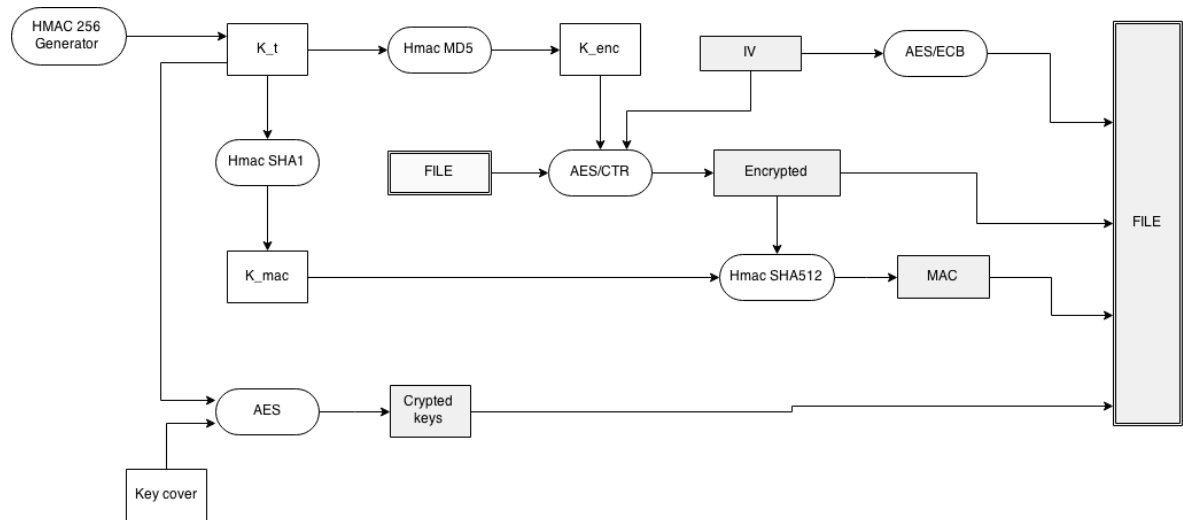 HMAC 256
Generator
K_t
Hmac MD5
K_enc
IV
AES/ECB
Hmac SHA1
FILE
AES/CTR
Encrypted
FILE
K_mac
Hmac SHA512
MAC
AES
Crypted
keys
Key cover